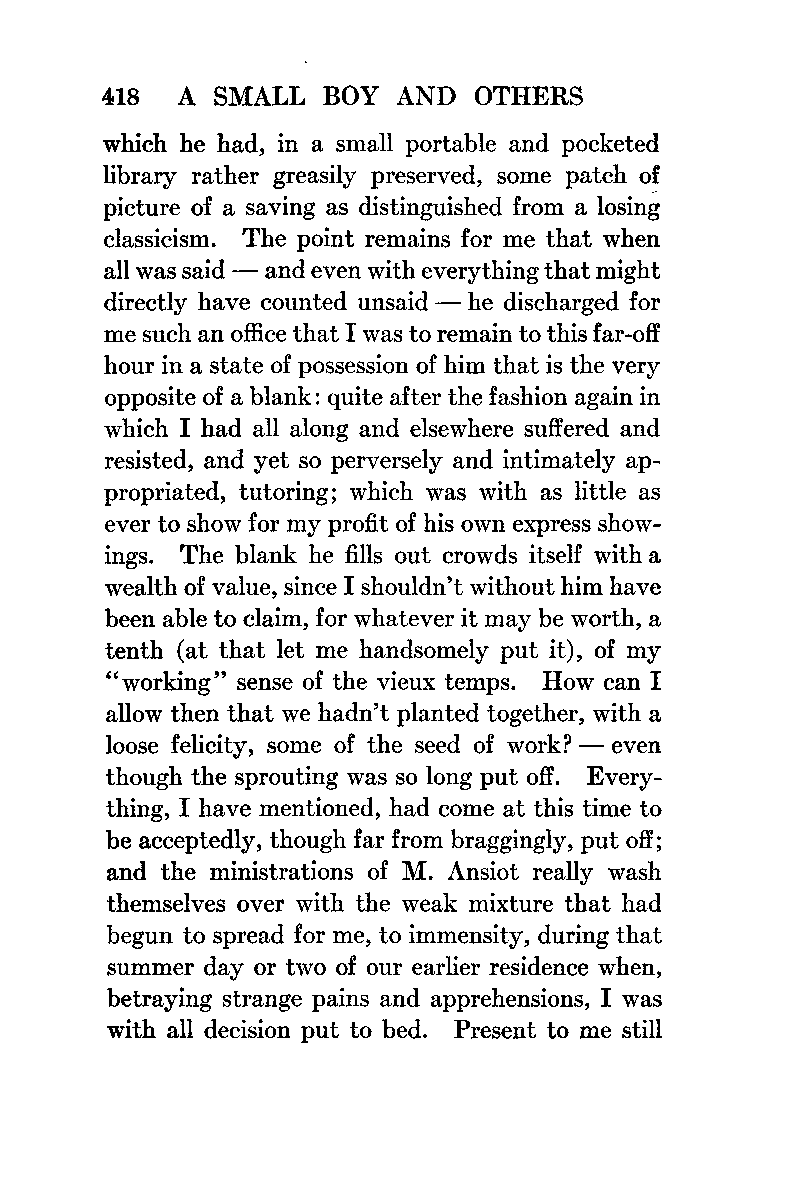 418 A SMALL BOY AND OTHERS
which he had, in a small portable and pocketed
library rather greasily preserved, some patch of
picture of a saving as distinguished from a losing
classicism. The point remains for me that when
all was said — and even with everything that might
directly have counted unsaid — he discharged for
me such an office that I was to remain to this far-off
hour in a state of possession of him that is the very
opposite of a blank: quite after the fashion again in
which I had all along and elsewhere suffered and
resisted, and yet so perversely and intimately ap-
propriated, tutoring; which was with as little as
ever to show for my profit of his own express show-
ings. The blank he fills out crowds itself with a
wealth of value, since I shouldn't without him have
been able to claim, for whatever it may be worth, a
tenth (at that let me handsomely put it), of my
"working" sense of the vieux temps. How can I
allow then that we hadn't planted together, with a
loose felicity, some of the seed of work? — even
though the sprouting was so long put off. Every-
thing, I have mentioned, had come at this time to
be acceptedly, though far from braggingly, put off;
and the ministrations of M. Ansiot really wash
themselves over with the weak mixture that had
begun to spread for me, to immensity, during that
summer day or two of our earlier residence when,
betraying strange pains and apprehensions, I was
with all decision put to bed. Present to me still